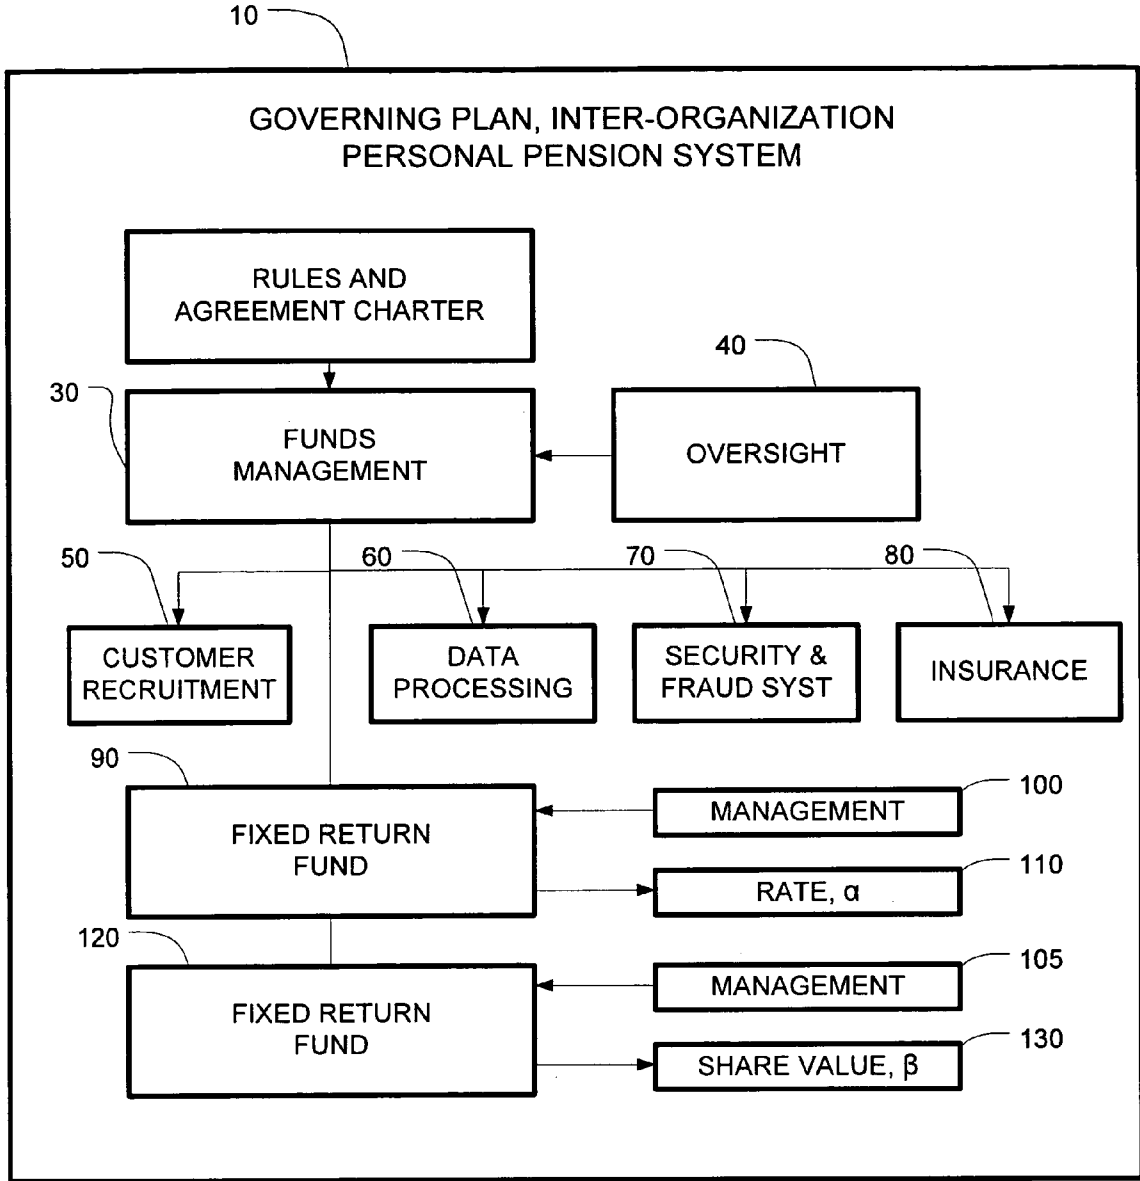 10
GOVERNING PLAN, INTER-ORGANIZATION
PERSONAL PENSION SYSTEM
RULES AND
AGREEMENT CHARTER
40
30
FUNDS
MANAGEMENT
OVERSIGHT
50
60
70
80
CUSTOMER
RECRUITMENT
DATA
PROCESSING
SECURITY &
FRAUD SYST
INSURANCE
90
FIXED RETURN
FUND
100
MANAGEMENT
110
RATE, α
120
FIXED RETURN
FUND
105
MANAGEMENT
130
SHARE VALUE, β